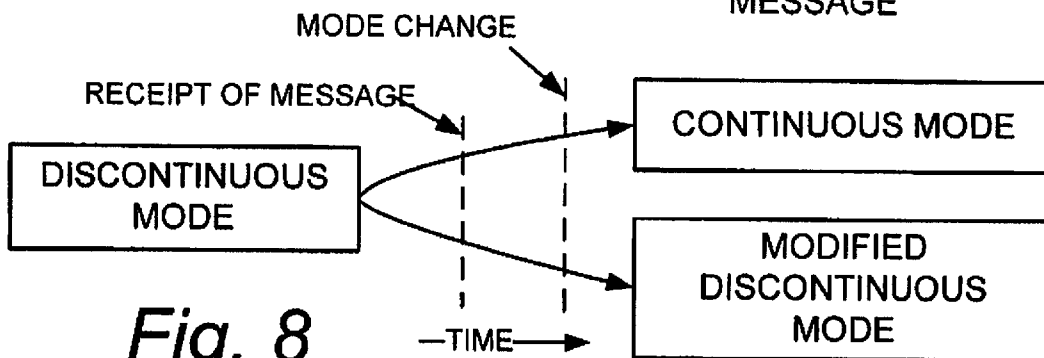 MESSAGE
MODE CHANGE
RECEIPT OF MESSAGE
CONTINUOUS MODE
DISCONTINUOUS
MODE
MODIFIED
DISCONTINUOUS
MODE
Fig. 8
TIME